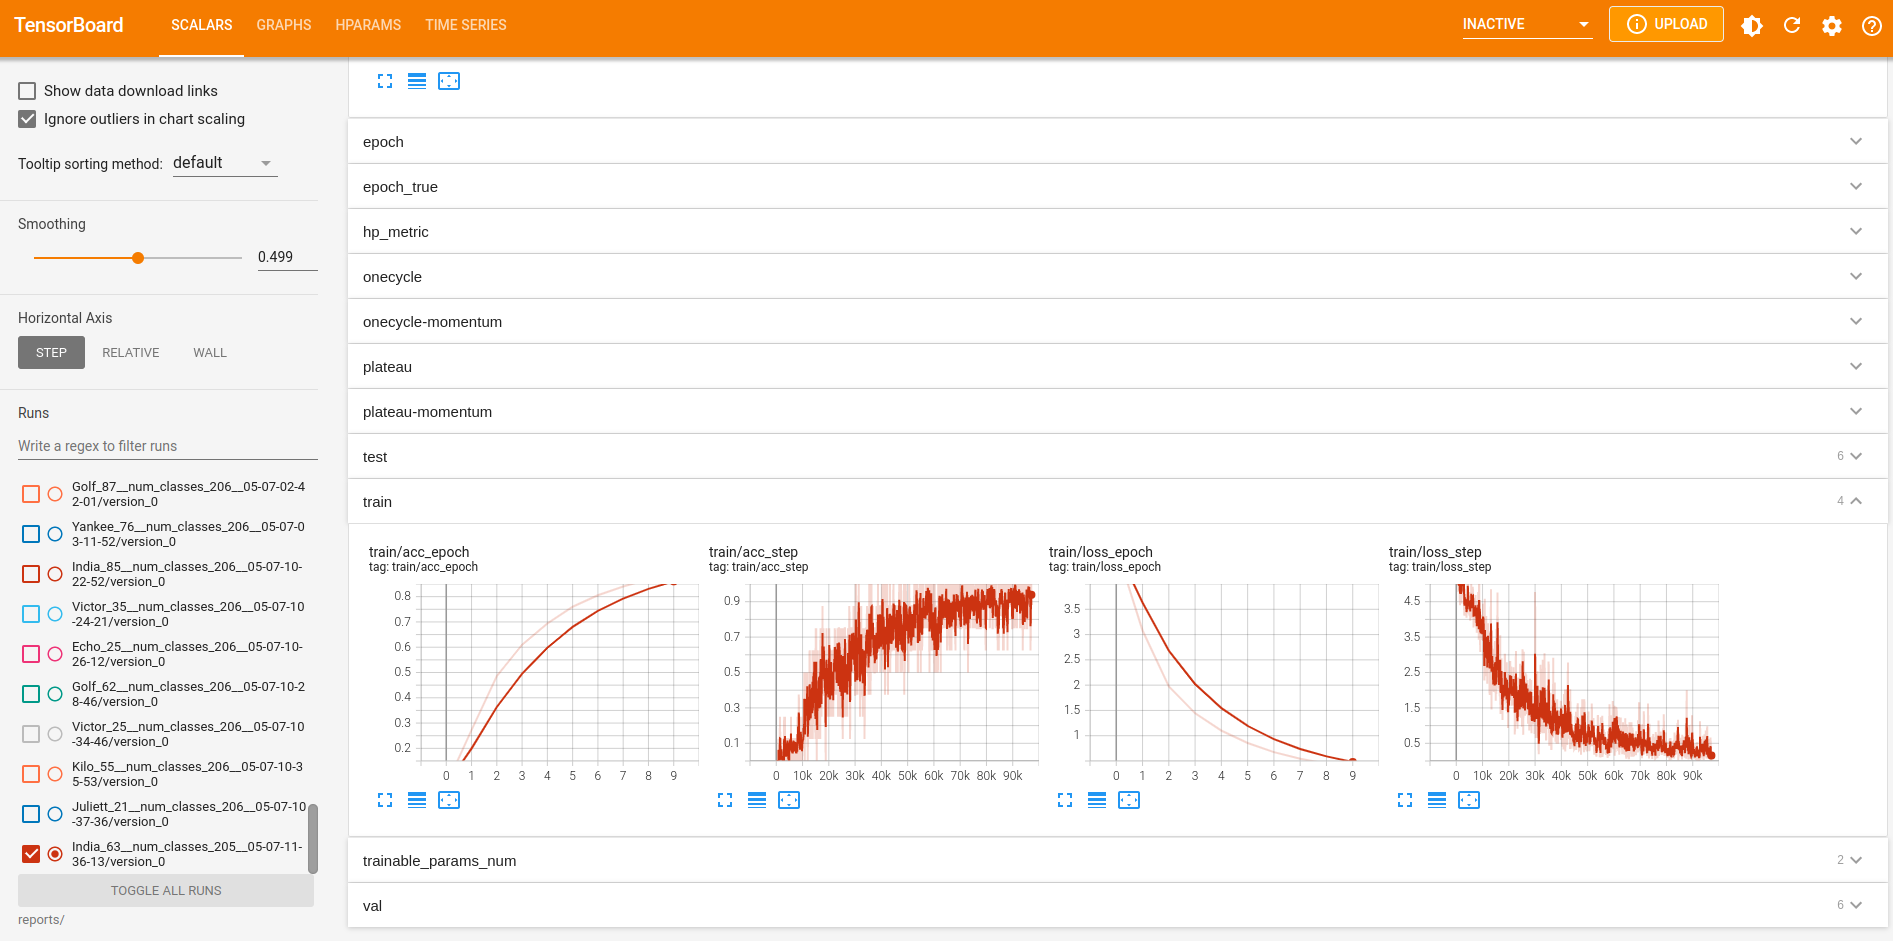 TensorBoard
SCALARS GRAPHS HPARAMS TIME SERIES
INACTIVE
UPLOAD
Show data download links
Ignore outliers in chart scaling
Tooltip sorting method: default
Smoothing
0.499
Horizontal Axis
STEP RELATIVE WALL
Runs
Write a regex to filter runs
Golf_87__num_classes_206__05-07-02-4
2-01/version_0
Yankee_76__num_classes_206__05-07-0
3-11-52/version_0
India_85__num_classes_206__05-07-10-
22-52/version_0
Victor_35__num_classes_206__05-07-10
-24-21/version_0
Echo_25__num_classes_206__05-07-10-
26-12/version_0
Golf_62__num_classes_206__05-07-10-2
8-46/version_0
Victor_25__num_classes_206__05-07-10
-34-46/version_0
Kilo_55__num_classes_206__05-07-10-3
5-53/version_0
Juliett_21__num_classes_206__05-07-10
-37-36/version_0
India_63__num_classes_205__05-07-11-
36-13/version_0
TOGGLE ALL RUNS
reports/
epoch
epoch_true
hp_metric
onecycle
onecycle-momentum
plateau
plateau-momentum
test 6
train 4
train/acc_epoch
tag: train/acc_epoch
0.8
0.7
0.6
0.5
0.4
0.3
0.2
0 1 2 3 4 5 6 7 8 9
train/acc_step
tag: train/acc_step
0.9
0.7
0.5
0.3
0.1
0 10k 20k 30k 40k 50k 60k 70k 80k 90k
train/loss_epoch
tag: train/loss_epoch
3.5
3
2.5
2
1.5
1
0 1 2 3 4 5 6 7 8 9
train/loss_step
tag: train/loss_step
4.5
3.5
2.5
1.5
0.5
0 10k 20k 30k 40k 50k 60k 70k 80k 90k
trainable_params_num 2
val 6